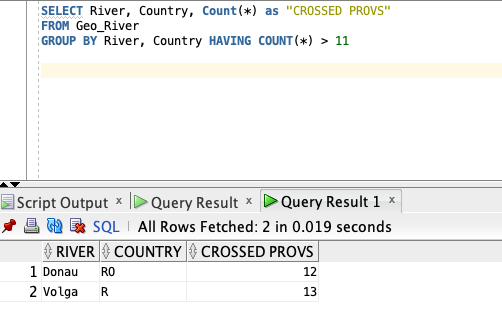 SELECT River, Country, Count(*) as "CROSSED PROVS"
FROM Geo_River
GROUP BY River, Country HAVING COUNT(*) > 11
Script Output × Query Result × Query Result 1 ×
SQL | All Rows Fetched: 2 in 0.019 seconds
RIVER COUNTRY CROSSED PROVS
1 Donau RO 12
2 Volga R 13